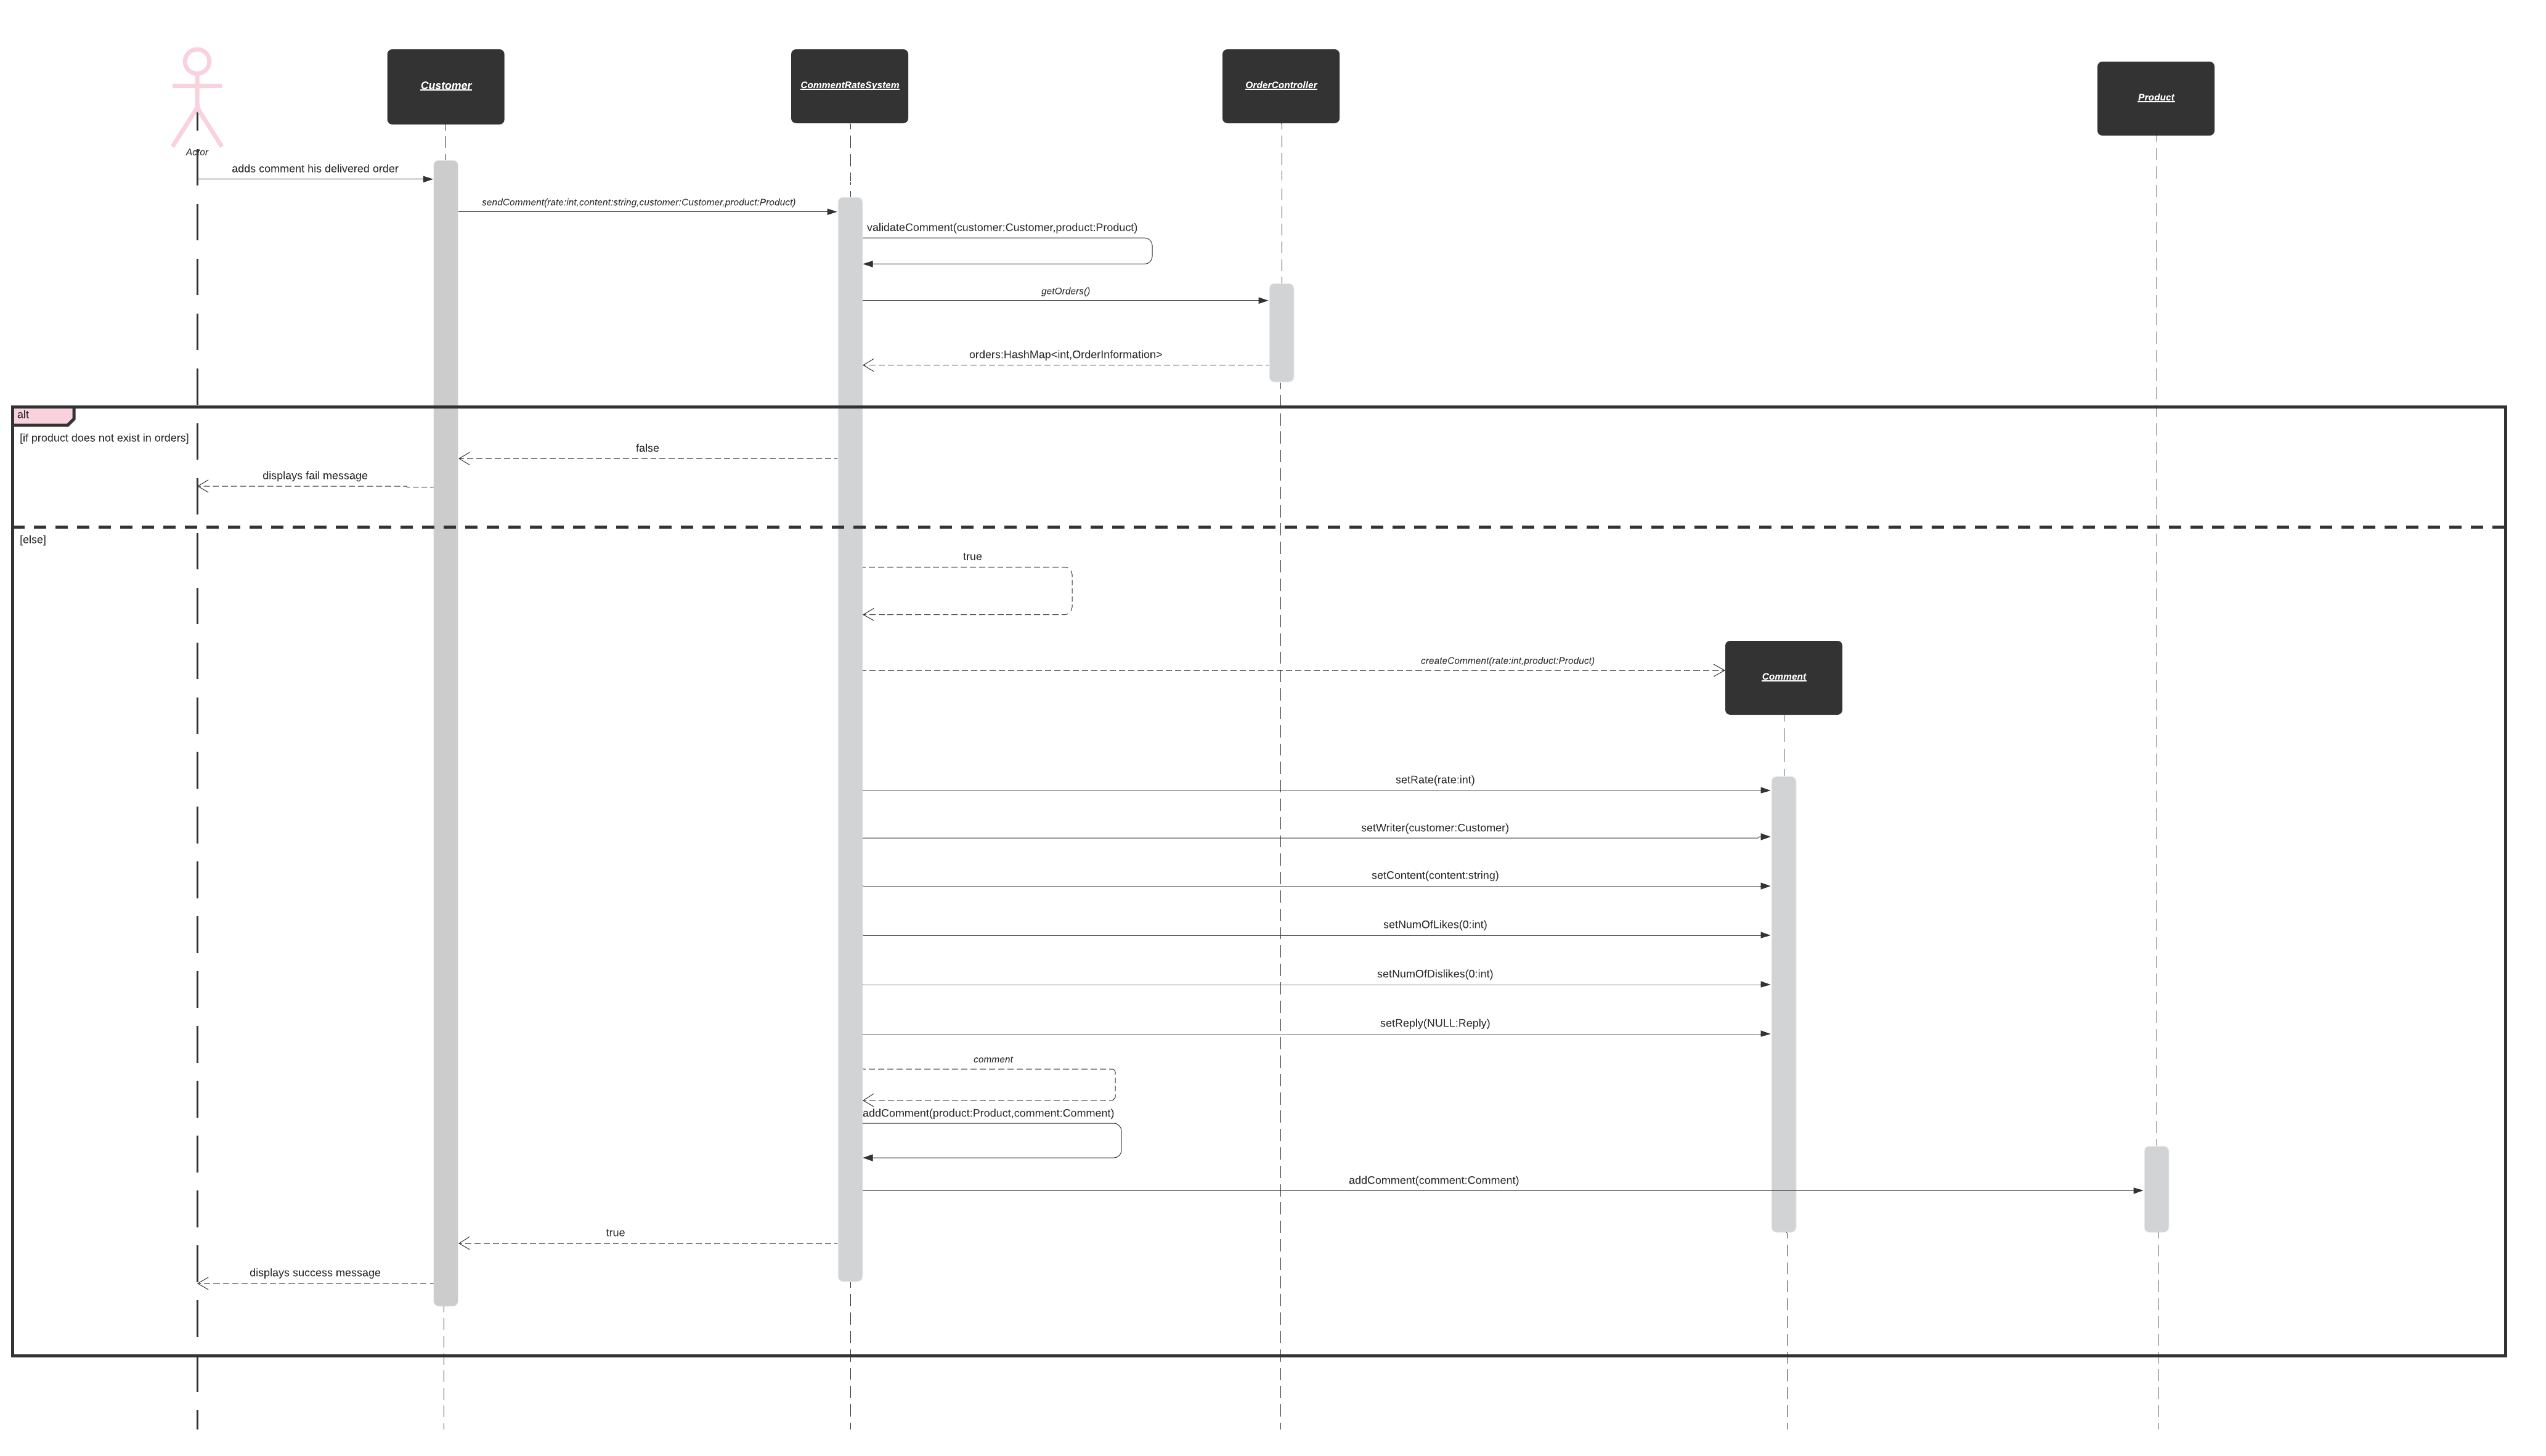 Customer
CommentRateSystem
OrderController
Product
Actor
adds comment his delivered order
sendComment(rate:int,content:string,customer:Customer,product:Product)
validateComment(customer:Customer,product:Product)
getOrders()
orders:HashMap<int,OrderInformation>
alt
[if product does not exist in orders]
false
displays fail message
[else]
true
createComment(rate:int,product:Product)
Comment
setRate(rate:int)
setWriter(customer:Customer)
setContent(content:string)
setNumOfLikes(0:int)
setNumOfDislikes(0:int)
setReply(NULL:Reply)
comment
addComment(product:Product,comment:Comment)
addComment(comment:Comment)
true
displays success message